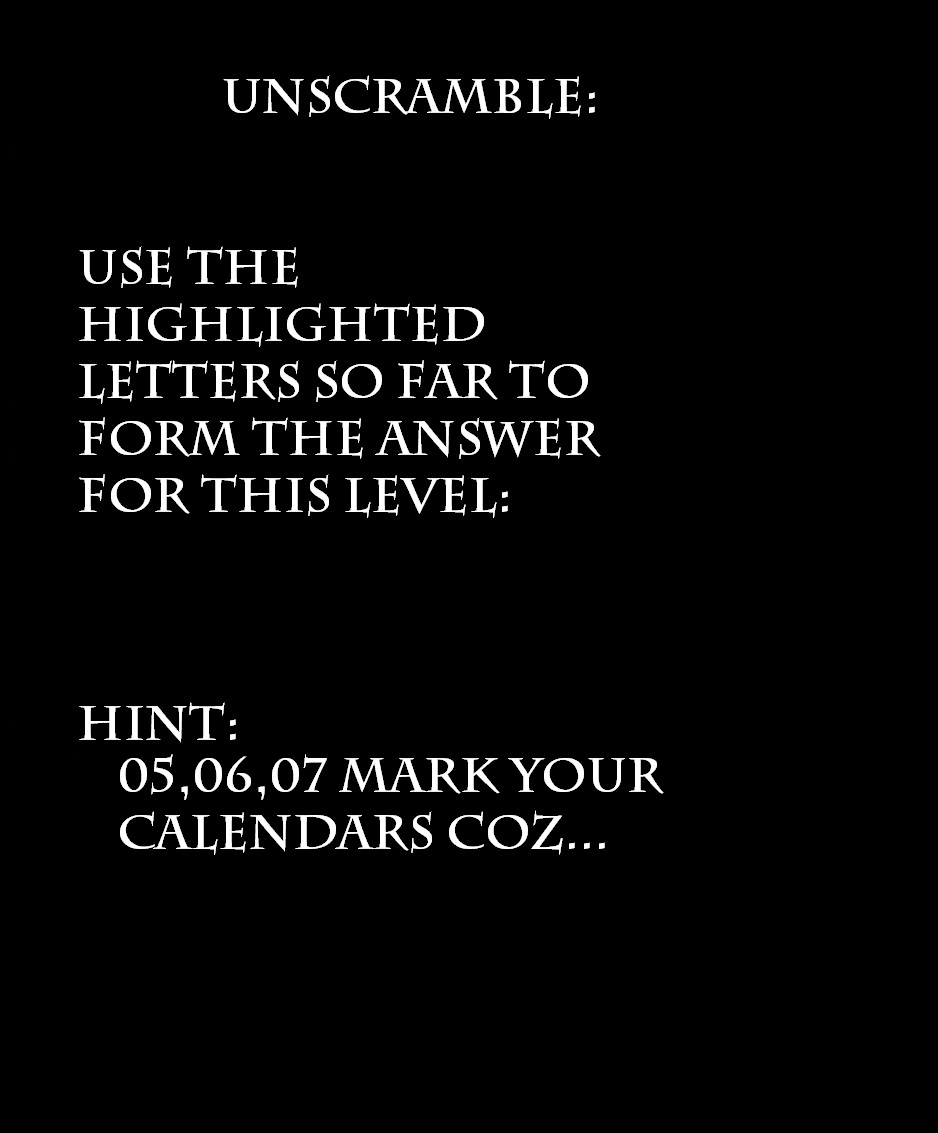 UNSCRAMBLE:
USE THE
HIGHLIGHTED
LETTERS SO FAR TO
FORM THE ANSWER
FOR THIS LEVEL:
HINT:
05,06,07 MARK YOUR
CALENDARS COZ...